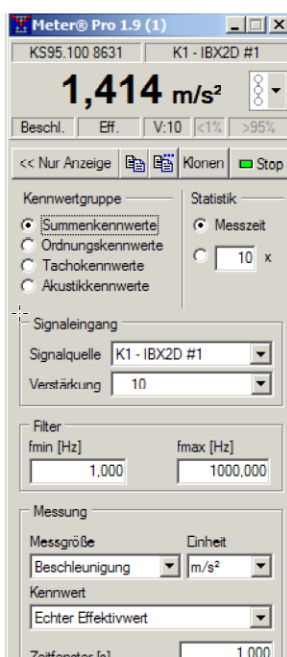 Meter® Pro 1.9 (1)
KS95.100 8631 K1 - IBX2D #1
1,414 m/s²
Beschl. Eff. V:10 <1% >95%
<< Nur Anzeige Klonen Stop
Kennwertgruppe Statistik
Summenkennwerte Messzeit
Ordnungskennwerte
10 x
Tachokennwerte
Akustikkennwerte
Signaleingang
Signalquelle K1 - IBX2D #1
Verstärkung 10
Filter
fmin [Hz] fmax [Hz]
1,000 1000,000
Messung
Messgröße Einheit
Beschleunigung m/s²
Kennwert
Echter Effektivwert
Zeitfenster [s] 1,000